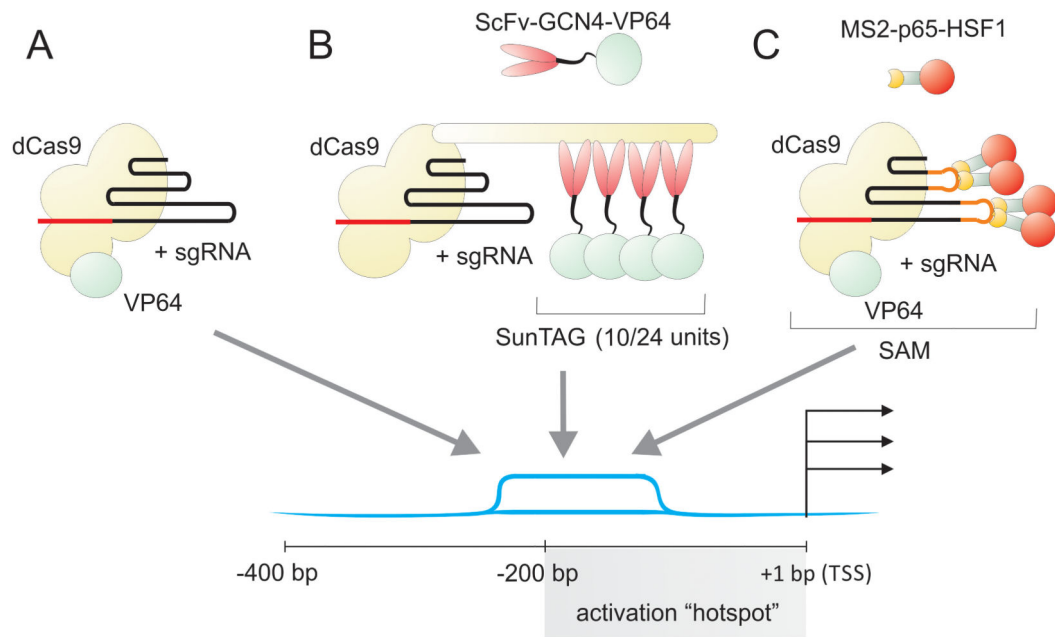 A
dCas9
+ sgRNA
VP64
B
ScFv-GCN4-VP64
dCas9
+ sgRNA
SunTAG (10/24 units)
C
MS2-p65-HSF1
dCas9
+ sgRNA
VP64
SAM
-400 bp
-200 bp
+1 bp (TSS)
activation “hotspot”